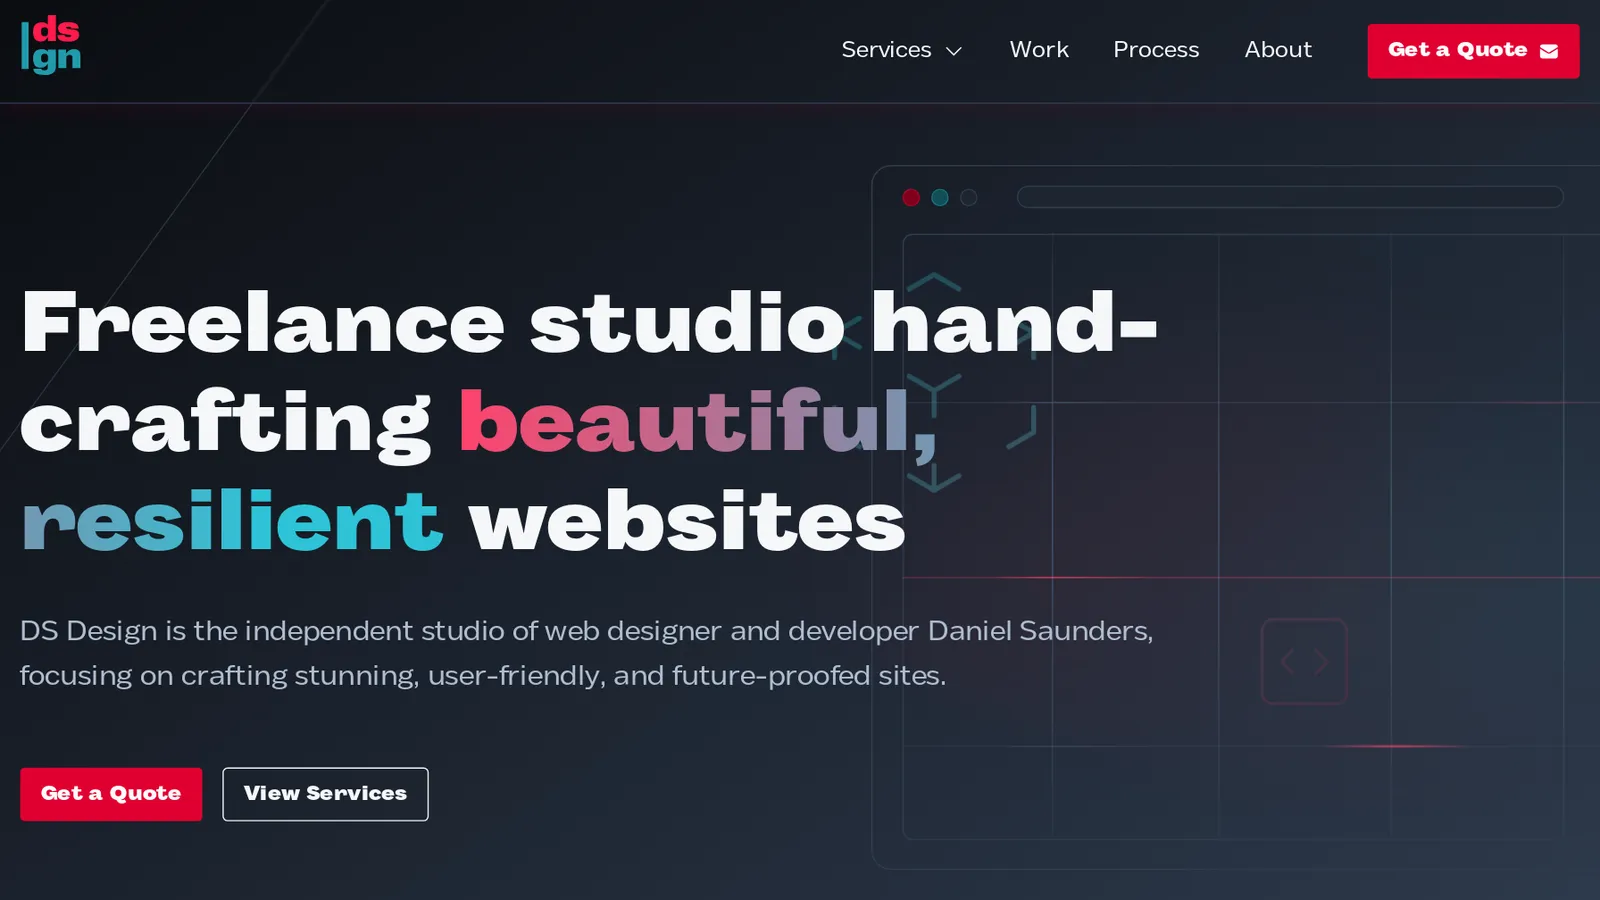 ds
gn
Services
Work
Process
About
Get a Quote
Freelance studio hand-
crafting beautiful,
resilient websites
DS Design is the independent studio of web designer and developer Daniel Saunders,
focusing on crafting stunning, user-friendly, and future-proofed sites.
Get a Quote
View Services